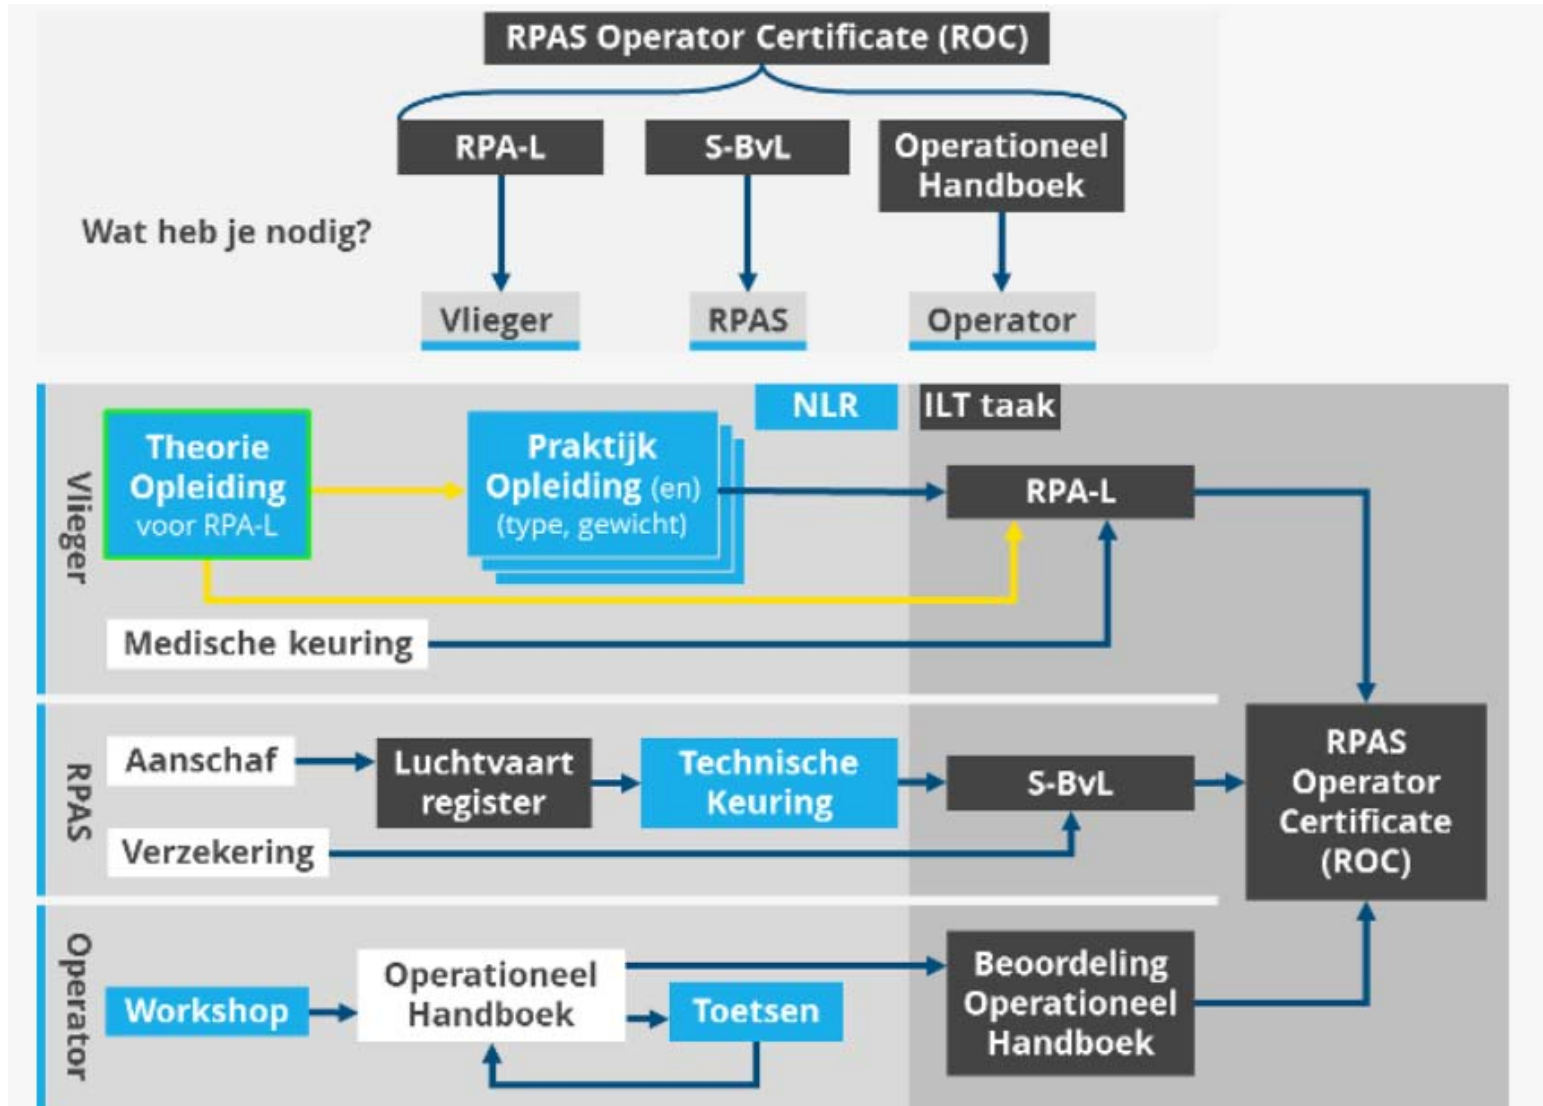 RPAS Operator Certificate (ROC)
RPA-L
S-BvL
Operationeel
Handboek
Wat heb je nodig?
Vlieger
RPAS
Operator
NLR
ILT taak
Vlieger
Theorie
Opleiding
voor RPA-L
Praktijk
Opleiding (en)
(type, gewicht)
RPA-L
Medische keuring
RPAS
Aanschaf
Luchtvaart
register
Technische
Keuring
S-BvL
Verzekering
RPAS
Operator
Certificate
(ROC)
Operator
Workshop
Operationeel
Handboek
Toetsen
Beoordeling
Operationeel
Handboek